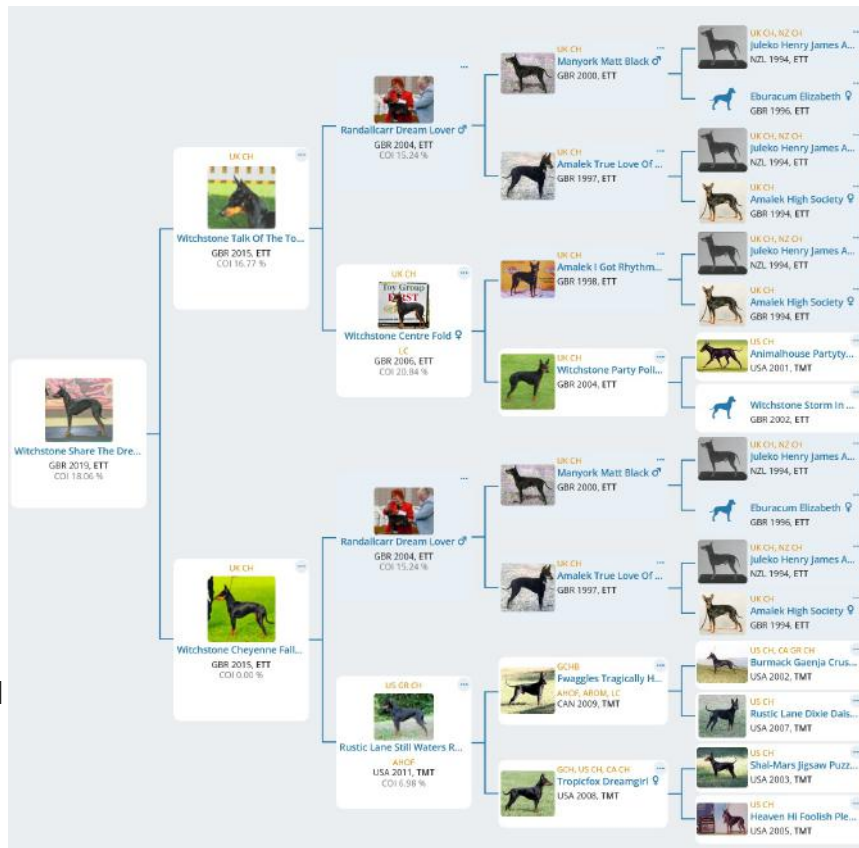 Witchstone Share The Dre...
GBR 2019, ETT
COI 18.06 %
UK CH
Witchstone Talk Of The To...
GBR 2015, ETT
COI 16.77 %
UK CH
Witchstone Cheyenne Fall...
GBR 2015, ETT
COI 0.00 %
Randallcarr Dream Lover ♂
GBR 2004, ETT
COI 15.24 %
UK CH
Toy Group
FIRST
Witchstone Centre Fold ♀
LC
GBR 2006, ETT
COI 20.84 %
Randallcarr Dream Lover ♂
GBR 2004, ETT
COI 15.24 %
US GR CH
Rustic Lane Still Waters R...
AHOF
USA 2011, TMT
COI 6.98 %
UK CH
Manyork Matt Black ♂
GBR 2000, ETT
UK CH
Amalek True Love Of ...
GBR 1997, ETT
UK CH
Amalek I Got Rhythm...
GBR 1998, ETT
UK CH
Witchstone Party Poli...
GBR 2004, ETT
UK CH
Manyork Matt Black ♂
GBR 2000, ETT
UK CH
Amalek True Love Of ...
GBR 1997, ETT
GCHB
Fwaggles Tragically H...
AHOF, AROM, LC
CAN 2009, TMT
GCH, US CH, CA CH
Tropicfox Dreamgirl ♀
USA 2008, TMT
UK CH, NZ CH
Juleko Henry James A...
NZL 1994, ETT
Eburacum Elizabeth ♀
GBR 1996, ETT
UK CH, NZ CH
Juleko Henry James A...
NZL 1994, ETT
UK CH
Amalek High Society ♀
GBR 1994, ETT
UK CH, NZ CH
Juleko Henry James A...
NZL 1994, ETT
UK CH
Amalek High Society ♀
GBR 1994, ETT
US CH
Animalhouse Partyty...
USA 2001, TMT
Witchstone Storm In ...
GBR 2002, ETT
UK CH, NZ CH
Juleko Henry James A...
NZL 1994, ETT
Eburacum Elizabeth ♀
GBR 1996, ETT
UK CH, NZ CH
Juleko Henry James A...
NZL 1994, ETT
UK CH
Amalek High Society ♀
GBR 1994, ETT
US CH, CA GR CH
Burmack Gaenja Crus...
USA 2002, TMT
US CH
Rustic Lane Dixie Dais...
USA 2007, TMT
US CH
Shal-Mars Jigsaw Puzz...
USA 2003, TMT
US CH
Heaven Hi Foolish Ple...
USA 2005, TMT